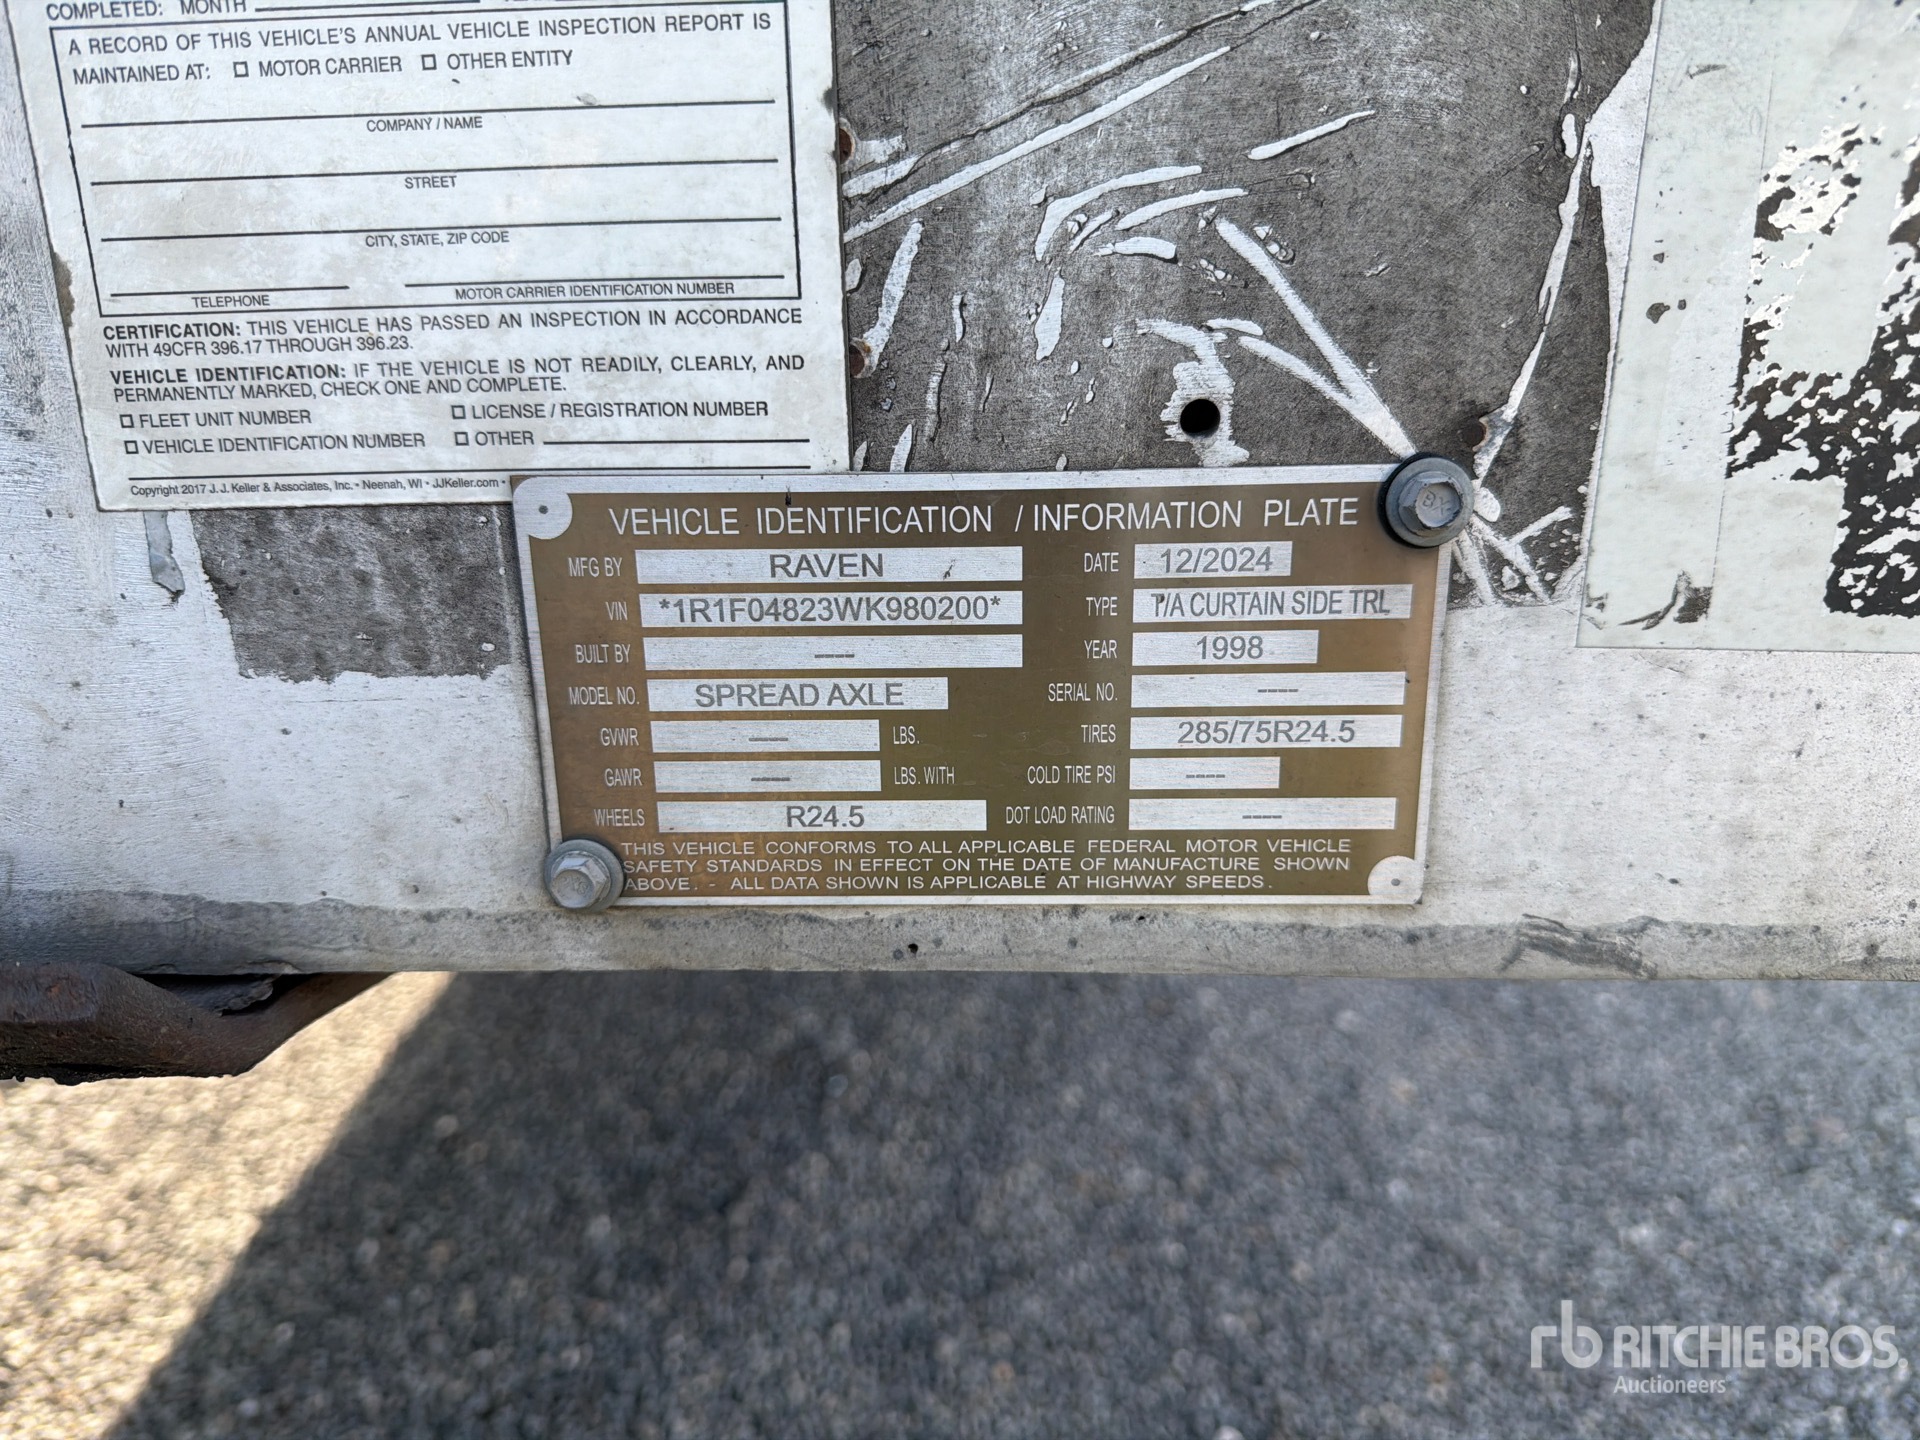 COMPLETED: MONTH
A RECORD OF THIS VEHICLE'S ANNUAL VEHICLE INSPECTION REPORT IS
MAINTAINED AT: ☐ MOTOR CARRIER ☐ OTHER ENTITY
COMPANY / NAME
STREET
CITY, STATE, ZIP CODE
TELEPHONE MOTOR CARRIER IDENTIFICATION NUMBER
CERTIFICATION: THIS VEHICLE HAS PASSED AN INSPECTION IN ACCORDANCE
WITH 49CFR 396.17 THROUGH 396.23.
VEHICLE IDENTIFICATION: IF THE VEHICLE IS NOT READILY, CLEARLY, AND
PERMANENTLY MARKED, CHECK ONE AND COMPLETE.
☐ FLEET UNIT NUMBER ☐ LICENSE / REGISTRATION NUMBER
☐ VEHICLE IDENTIFICATION NUMBER ☐ OTHER
Copyright 2017 J. J. Keller & Associates, Inc. • Neenah, WI • JJKeller.com •
VEHICLE IDENTIFICATION / INFORMATION PLATE
MFG BY RAVEN DATE 12/2024
VIN *1R1F04823WK980200* TYPE T/A CURTAIN SIDE TRL
BUILT BY ---- YEAR 1998
MODEL NO. SPREAD AXLE SERIAL NO. ----
GVWR ---- LBS. TIRES 285/75R24.5
GAWR ---- LBS. WITH COLD TIRE PSI ----
WHEELS R24.5 DOT LOAD RATING ----
THIS VEHICLE CONFORMS TO ALL APPLICABLE FEDERAL MOTOR VEHICLE
SAFETY STANDARDS IN EFFECT ON THE DATE OF MANUFACTURE SHOWN
ABOVE. - ALL DATA SHOWN IS APPLICABLE AT HIGHWAY SPEEDS.
rb RITCHIE BROS.
Auctioneers